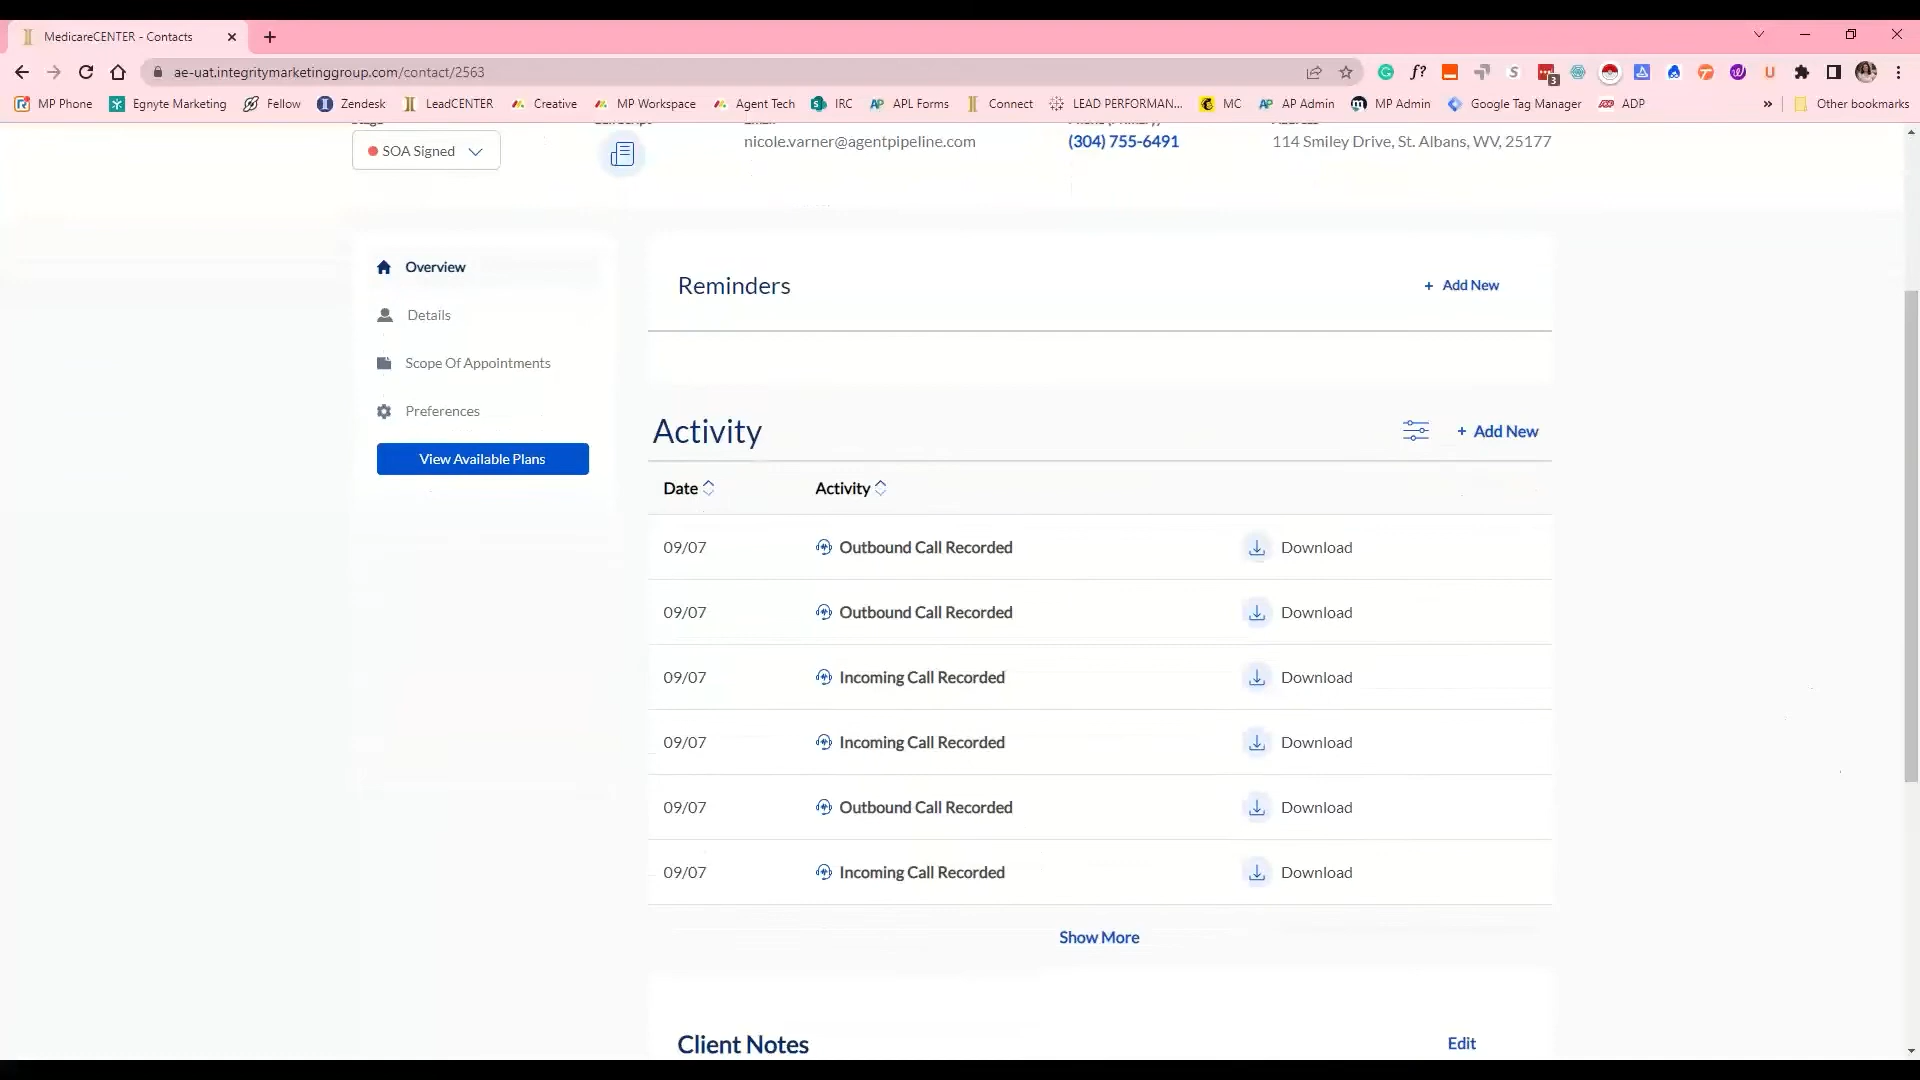 MedicareCENTER - Contacts
ae-uat.integritymarketinggroup.com/contact/2563
f?
S
3
U
MP Phone
Egnyte Marketing
Fellow
Zendesk
LeadCENTER
Creative
MP Workspace
Agent Tech
IRC
AP APL Forms
Connect
LEAD PERFORMAN...
MC
AP AP Admin
MP Admin
Google Tag Manager
ADP
»
Other bookmarks
SOA Signed
nicole.varner@agentpipeline.com
(304) 755-6491
114 Smiley Drive, St. Albans, WV, 25177
Overview
Details
Scope Of Appointments
Preferences
View Available Plans
Reminders
+ Add New
Activity
+ Add New
Date
Activity
09/07 Outbound Call Recorded Download
09/07 Outbound Call Recorded Download
09/07 Incoming Call Recorded Download
09/07 Incoming Call Recorded Download
09/07 Outbound Call Recorded Download
09/07 Incoming Call Recorded Download
Show More
Client Notes
Edit